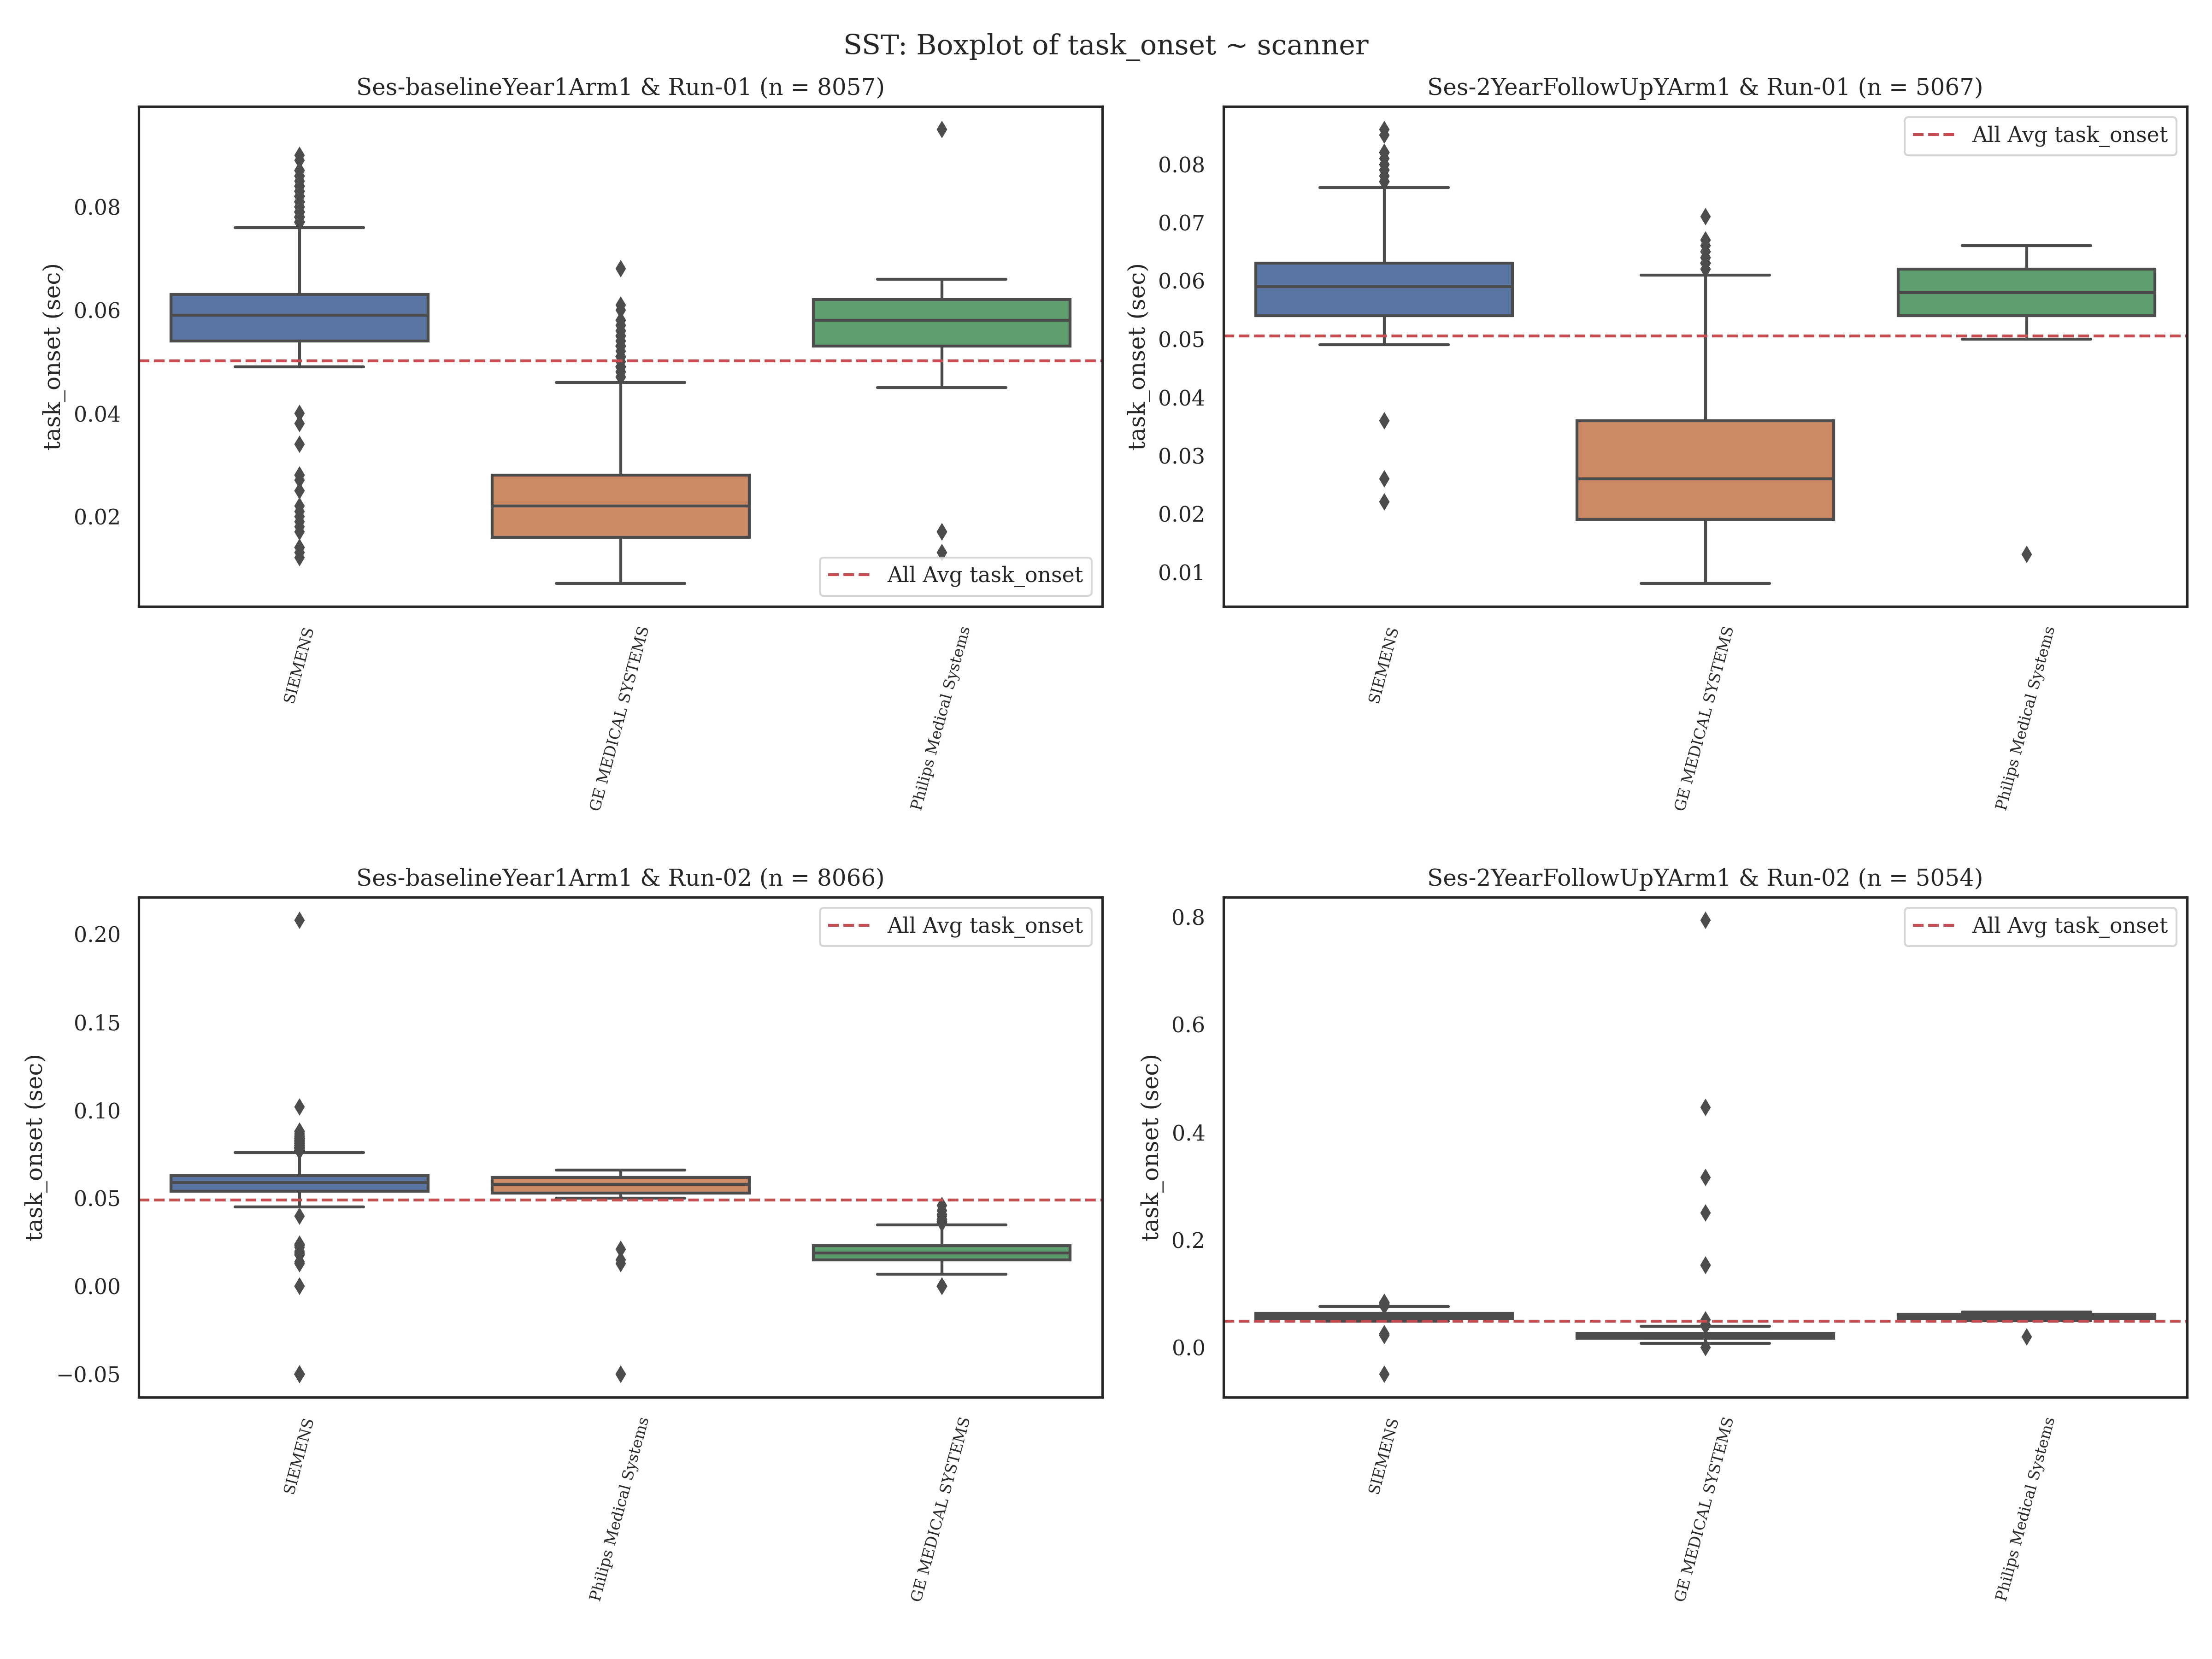 SST: Boxplot of task_onset ~ scanner
Ses-baselineYear1Arm1 & Run-01 (n = 8057)
task_onset (sec)
0.08
0.06
0.04
0.02
All Avg task_onset
SIEMENS
GE MEDICAL SYSTEMS
Philips Medical Systems
Ses-2YearFollowUpYArm1 & Run-01 (n = 5067)
task_onset (sec)
0.08
0.07
0.06
0.05
0.04
0.03
0.02
0.01
All Avg task_onset
SIEMENS
GE MEDICAL SYSTEMS
Philips Medical Systems
Ses-baselineYear1Arm1 & Run-02 (n = 8066)
task_onset (sec)
0.20
0.15
0.10
0.05
0.00
−0.05
All Avg task_onset
SIEMENS
Philips Medical Systems
GE MEDICAL SYSTEMS
Ses-2YearFollowUpYArm1 & Run-02 (n = 5054)
task_onset (sec)
0.8
0.6
0.4
0.2
0.0
All Avg task_onset
SIEMENS
GE MEDICAL SYSTEMS
Philips Medical Systems